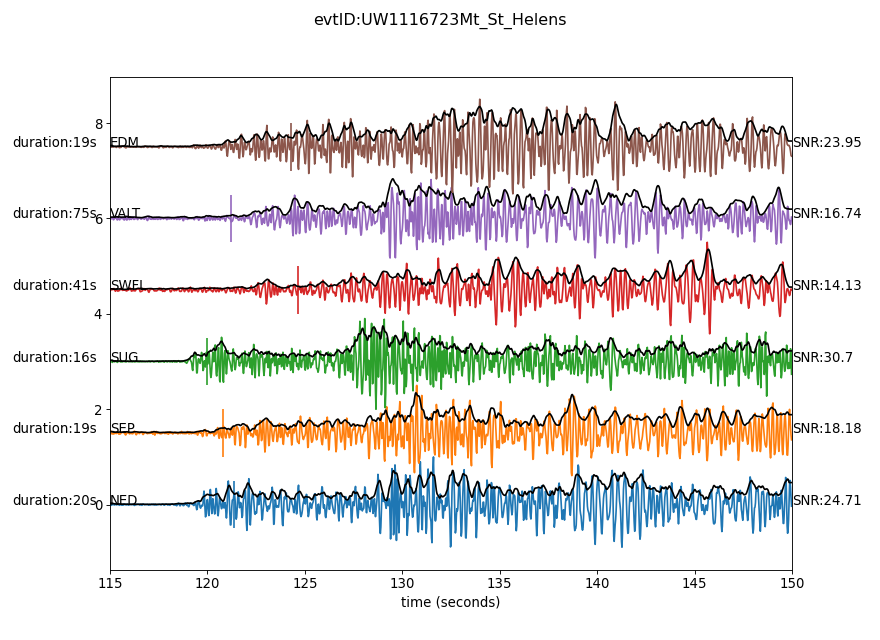 evtID:UW1116723Mt_St_Helens
8
duration:19s EDM SNR:23.95
duration:75s VALT SNR:16.74
6
duration:41s SWFL SNR:14.13
4
duration:16s SUG SNR:30.7
2
duration:19s SEP SNR:18.18
duration:20s NED SNR:24.71
0
115 120 125 130 135 140 145 150
time (seconds)